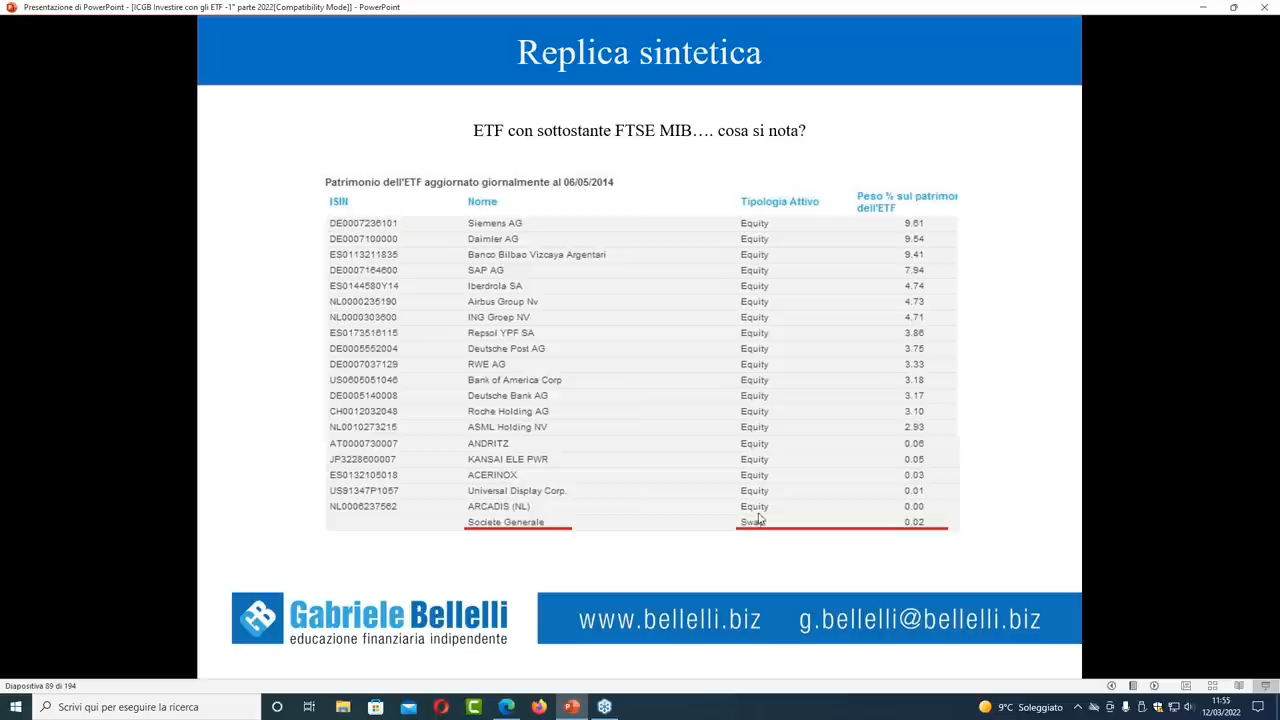 Presentazione di PowerPoint - [ICGB Investire con gli ETF -1° parte 2022[Compatibility Mode]] - PowerPoint
Replica sintetica
ETF con sottostante FTSE MIB…. cosa si nota?
Patrimonio dell'ETF aggiornato giornalmente al 06/05/2014
ISIN Nome Tipologia Attivo Peso % sul patrimon
dell'ETF
DE0007236101 Siemens AG Equity 9.61
DE0007100000 Daimler AG Equity 9.54
ES0113211835 Banco Bilbao Vizcaya Argentari Equity 9.41
DE0007164600 SAP AG Equity 7.94
ES0144580Y14 Iberdrola SA Equity 4.74
NL0000235190 Airbus Group Nv Equity 4.73
NL0000303600 ING Groep NV Equity 4.71
ES0173516115 Repsol YPF SA Equity 3.86
DE0005552004 Deutsche Post AG Equity 3.75
DE0007037129 RWE AG Equity 3.33
US0605051046 Bank of America Corp Equity 3.18
DE0005140008 Deutsche Bank AG Equity 3.17
CH0012032048 Roche Holding AG Equity 3.10
NL0010273215 ASML Holding NV Equity 2.93
AT0000730007 ANDRITZ Equity 0.06
JP3228600007 KANSAI ELE PWR Equity 0.05
ES0132105018 ACERINOX Equity 0.03
US91347P1057 Universal Display Corp. Equity 0.01
NL0006237562 ARCADIS (NL) Equity 0.00
Societe Generale Swap 0.02
Gabriele Bellelli
educazione finanziaria indipendente
www.bellelli.biz g.bellelli@bellelli.biz
Diapositiva 89 di 194
Scrivi qui per eseguire la ricerca
9°C Soleggiato
11:55
12/03/2022